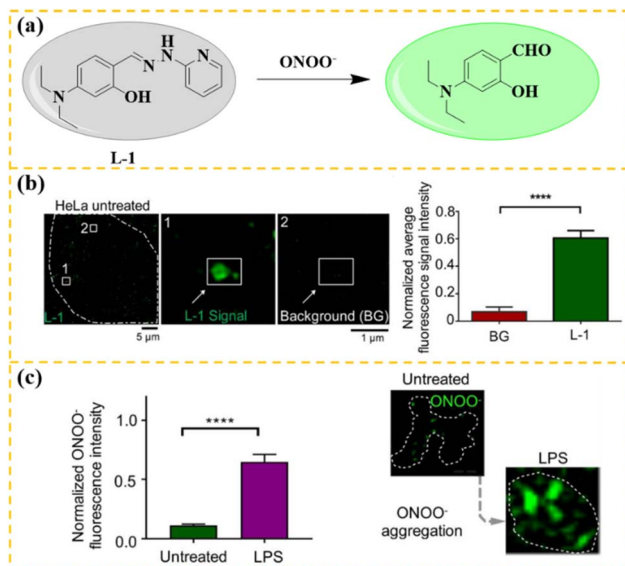 (a)
H
N
N
N
OH
N
L-1
ONOO⁻
CHO
OH
N
(b)
HeLa untreated
2
1
L-1
5 μm
1
L-1 Signal
2
Background (BG)
1 μm
Normalized average
fluorescence signal intensity
0.8
0.6
0.4
0.2
0.0
****
BG
L-1
(c)
Normalized ONOO⁻
fluorescence intensity
1.0
0.5
0.0
****
Untreated
LPS
Untreated
ONOO⁻
LPS
ONOO⁻
aggregation